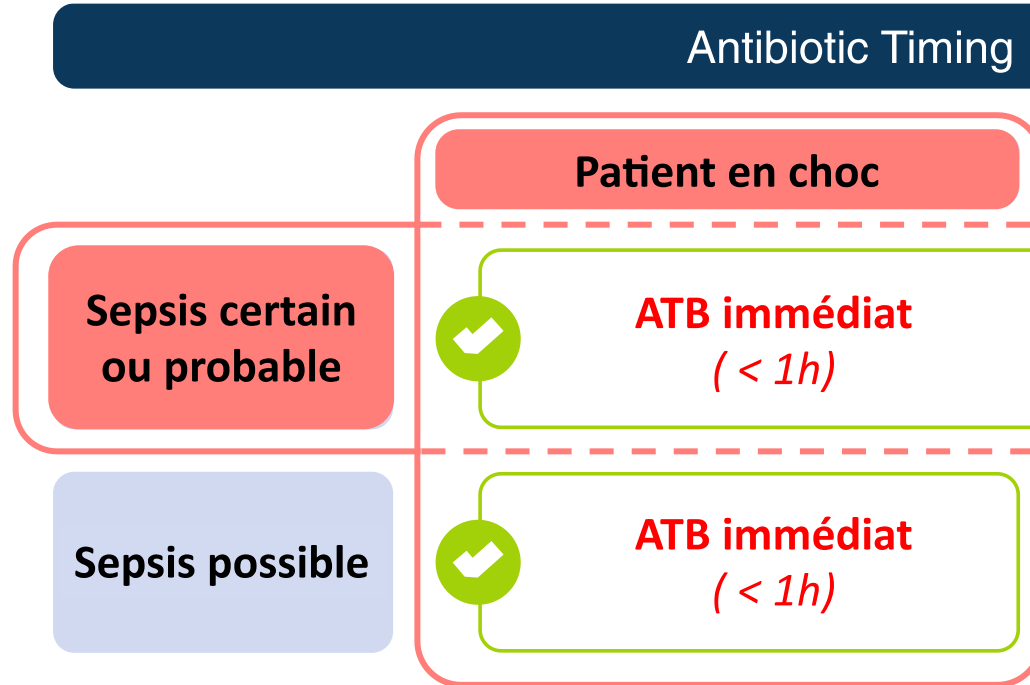 Antibiotic Timing
Patient en choc
Sepsis certain
ou probable
ATB immédiat
( < 1h)
Sepsis possible
ATB immédiat
( < 1h)